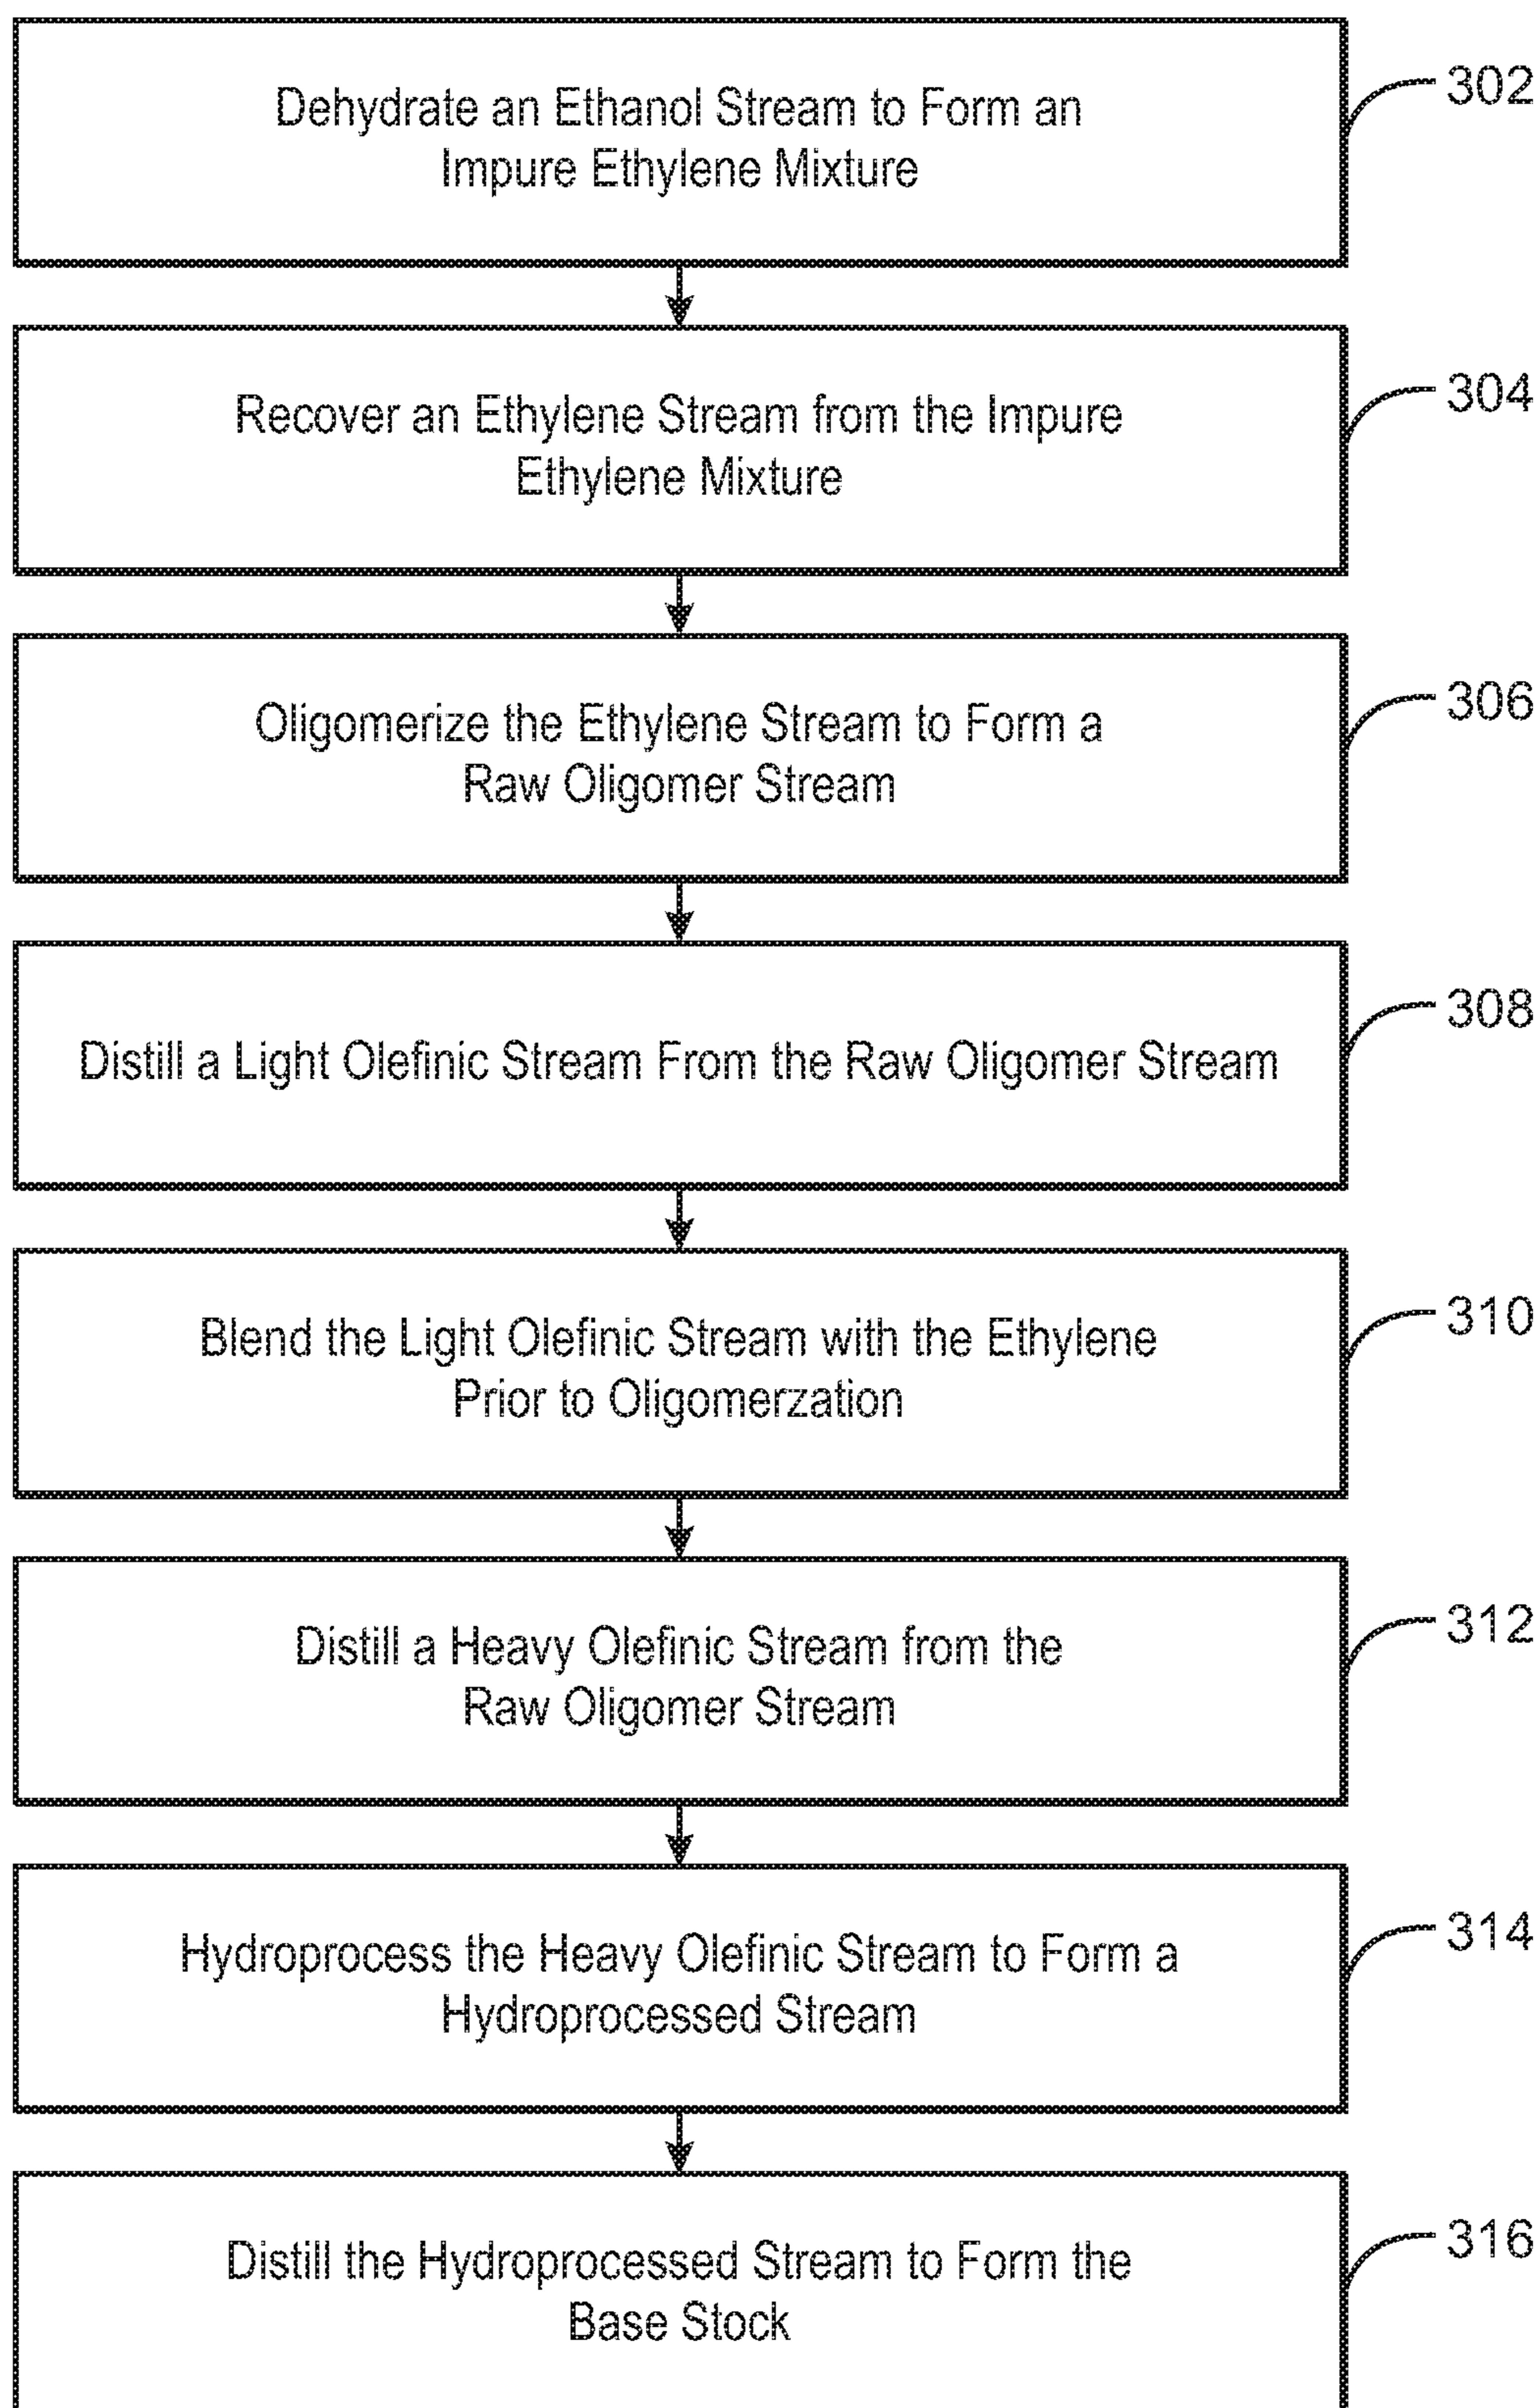 Dehydrate an Ethanol Stream to Form an
Impure Ethylene Mixture
302
Recover an Ethylene Stream from the Impure
Ethylene Mixture
304
Oligomerize the Ethylene Stream to Form a
Raw Oligomer Stream
306
Distill a Light Olefinic Stream From the Raw Oligomer Stream
308
Blend the Light Olefinic Stream with the Ethylene
Prior to Oligomerzation
310
Distill a Heavy Olefinic Stream from the
Raw Oligomer Stream
312
Hydroprocess the Heavy Olefinic Stream to Form a
Hydroprocessed Stream
314
Distill the Hydroprocessed Stream to Form the
Base Stock
316